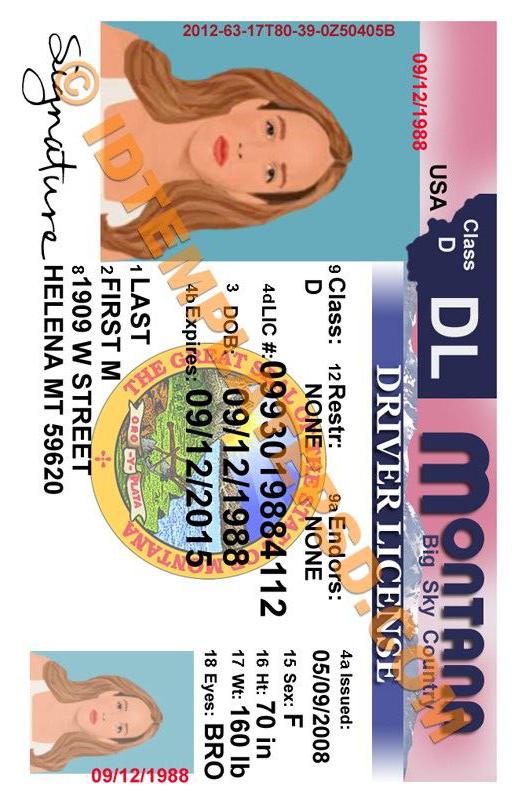 MONTANA
Big Sky Country
DRIVER LICENSE
USA
Class
D
DL
09/12/1988
2012-63-17T80-39-0Z50405B
9 Class: 12 Restr: 9a Endors:
D NONE NONE
4d LIC #: 0993019884112
3 DOB: 09/12/1988
4b Expires: 09/12/2015
1 LAST
2 FIRST M
8 1909 W STREET
HELENA MT 59620
4a Issued:
05/09/2008
15 Sex: F
16 Ht: 70 in
17 Wt: 160 lb
18 Eyes: BRO
09/12/1988
Signature
THE GREAT SEAL OF THE STATE OF MONTANA
ORO Y PLATA